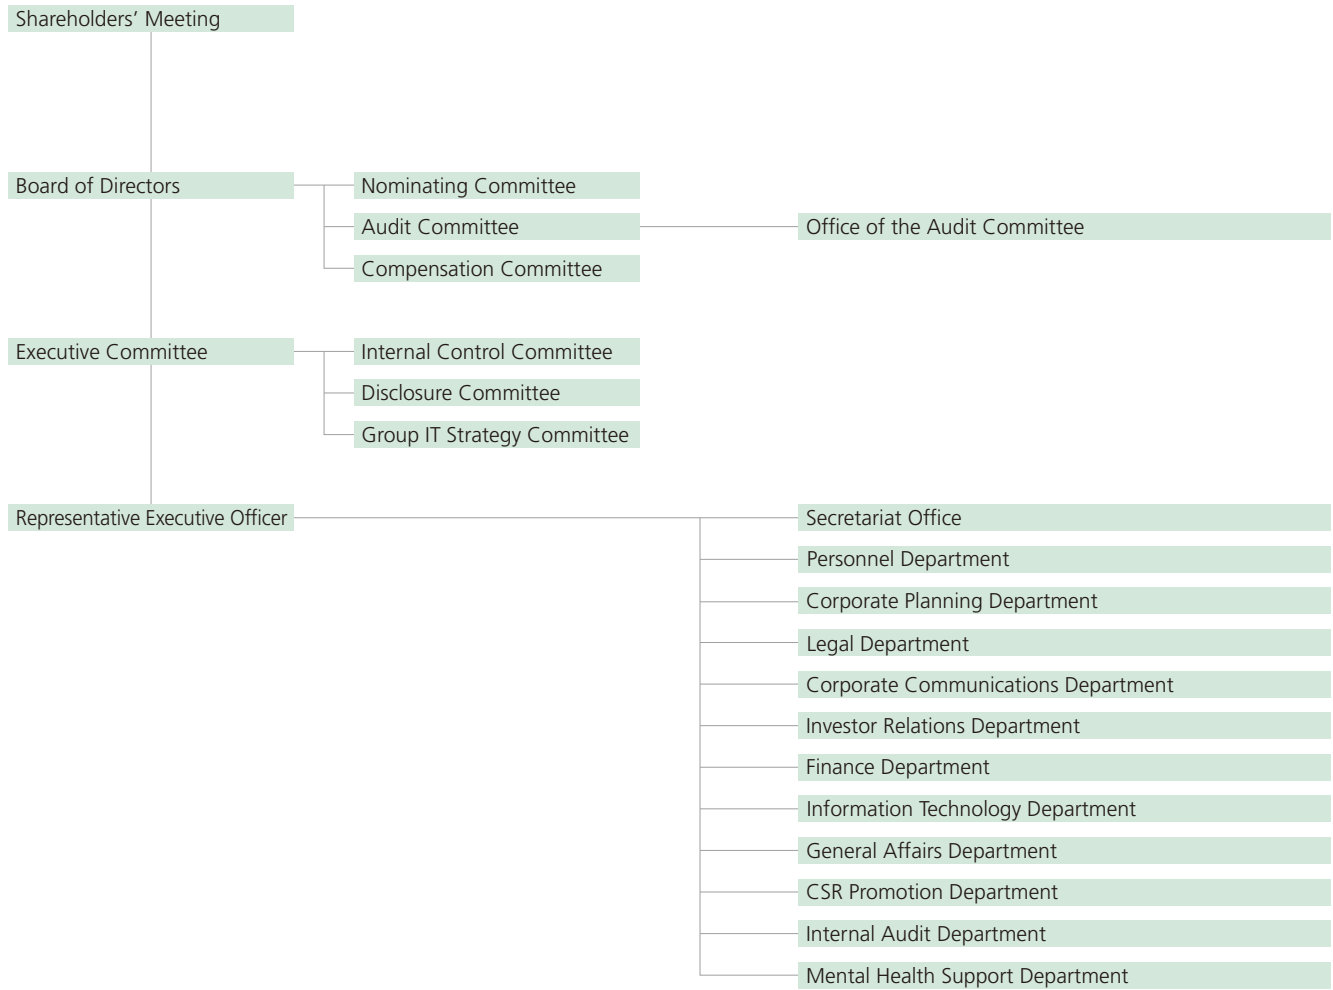 Shareholders’ Meeting
Board of Directors
Nominating Committee
Audit Committee
Office of the Audit Committee
Compensation Committee
Executive Committee
Internal Control Committee
Disclosure Committee
Group IT Strategy Committee
Representative Executive Officer
Secretariat Office
Personnel Department
Corporate Planning Department
Legal Department
Corporate Communications Department
Investor Relations Department
Finance Department
Information Technology Department
General Affairs Department
CSR Promotion Department
Internal Audit Department
Mental Health Support Department